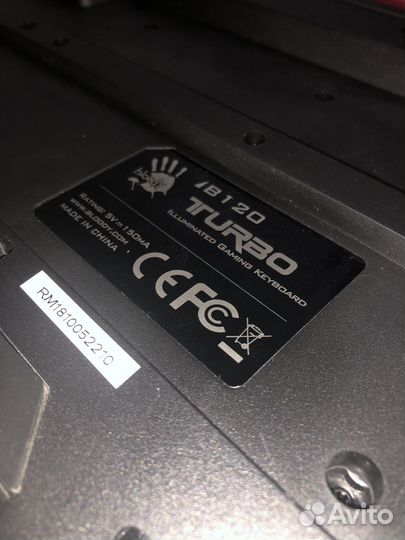 bloody
/B120
TURBO
ILLUMINATED GAMING KEYBOARD
RATING: 5V⎓150MA
WWW.BLOODY.COM
MADE IN CHINA
CE FC
RM1810052210
Avito